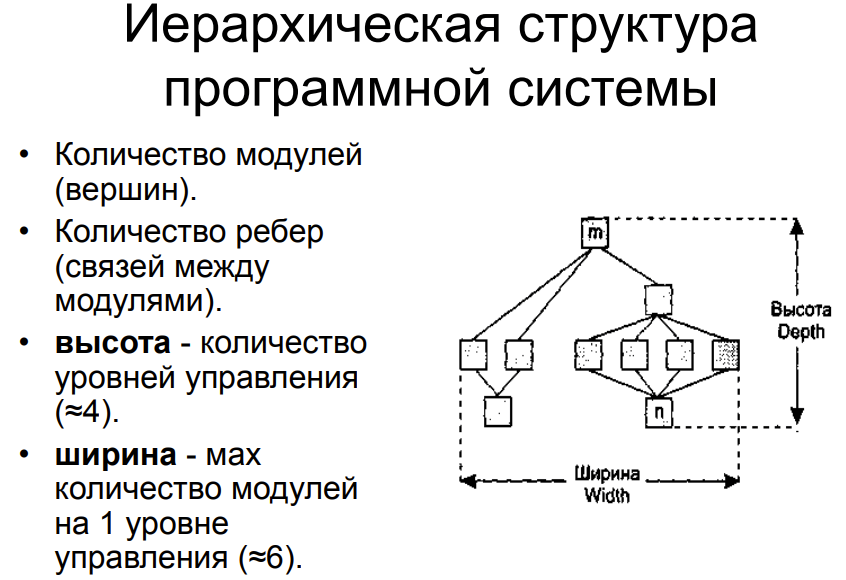 Иерархическая структура
программной системы
• Количество модулей
(вершин).
• Количество ребер
(связей между
модулями).
• высота - количество
уровней управления
(≈4).
• ширина - мах
количество модулей
на 1 уровне
управления (≈6).
m
Высота
Depth
n
Ширина
Width